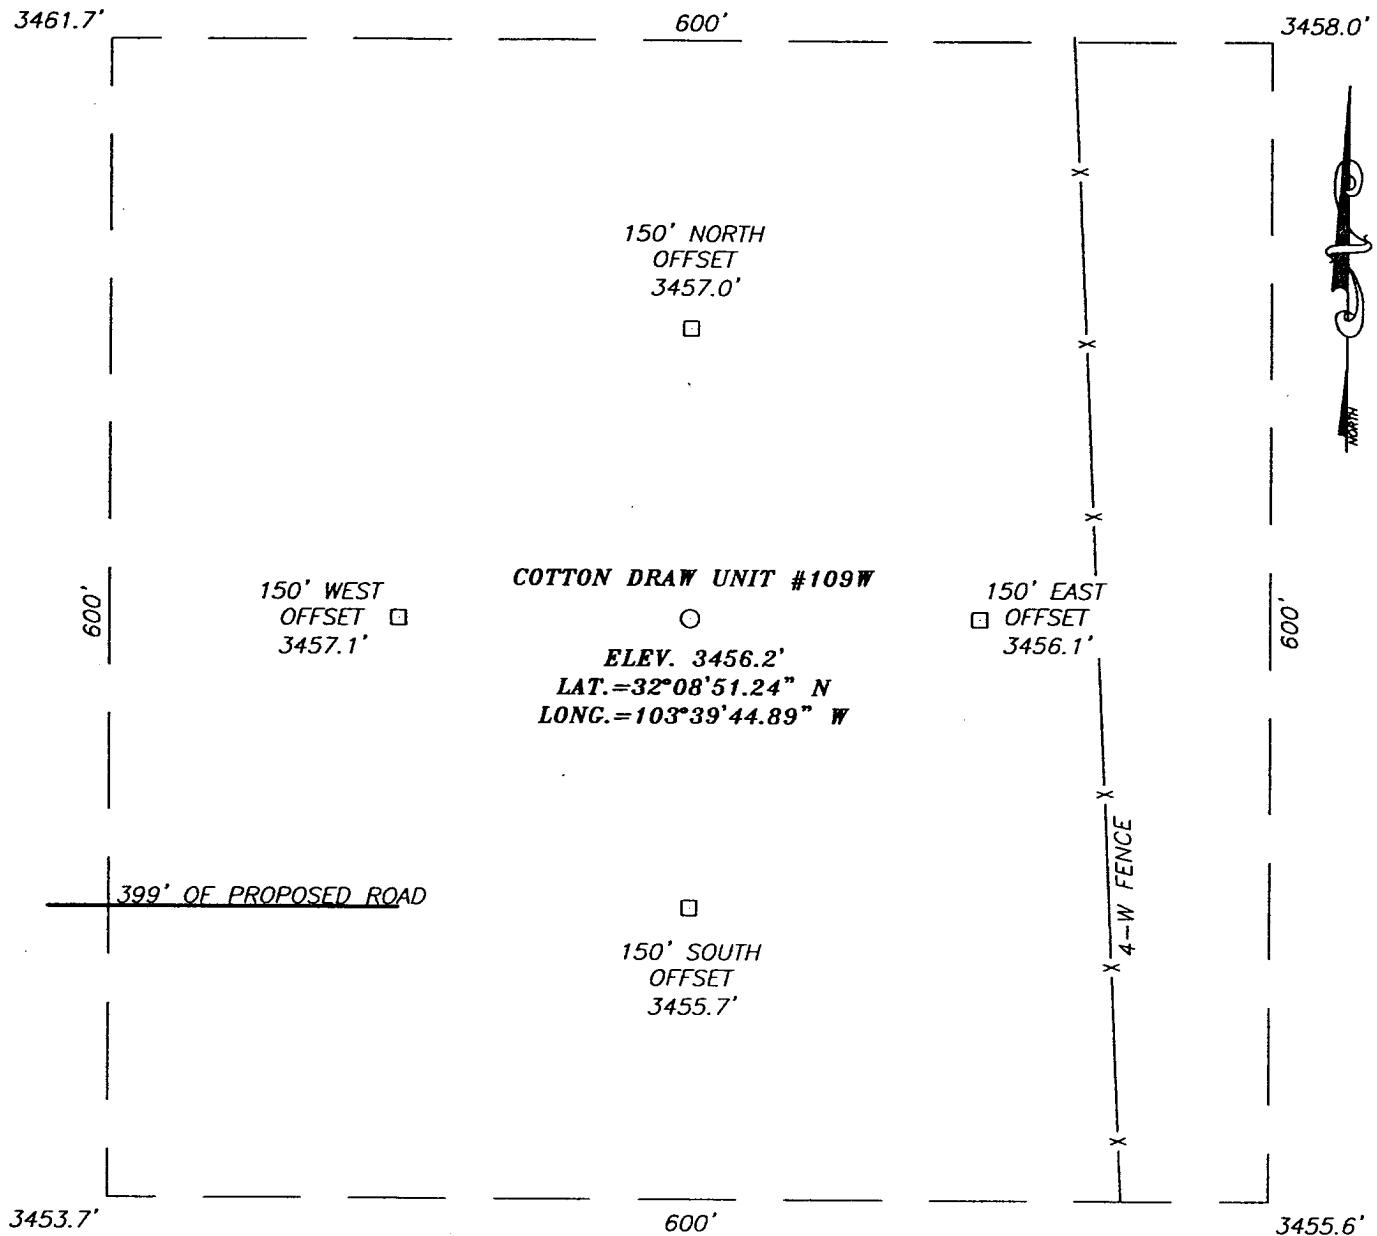 3461.7'
600'
3458.0'
150' NORTH
OFFSET
3457.0'
NORTH
600'
150' WEST
OFFSET
3457.1'
COTTON DRAW UNIT #109W
ELEV. 3456.2'
LAT.=32°08'51.24" N
LONG.=103°39'44.89" W
150' EAST
OFFSET
3456.1'
600'
4-W FENCE
399' OF PROPOSED ROAD
150' SOUTH
OFFSET
3455.7'
3453.7'
600'
3455.6'